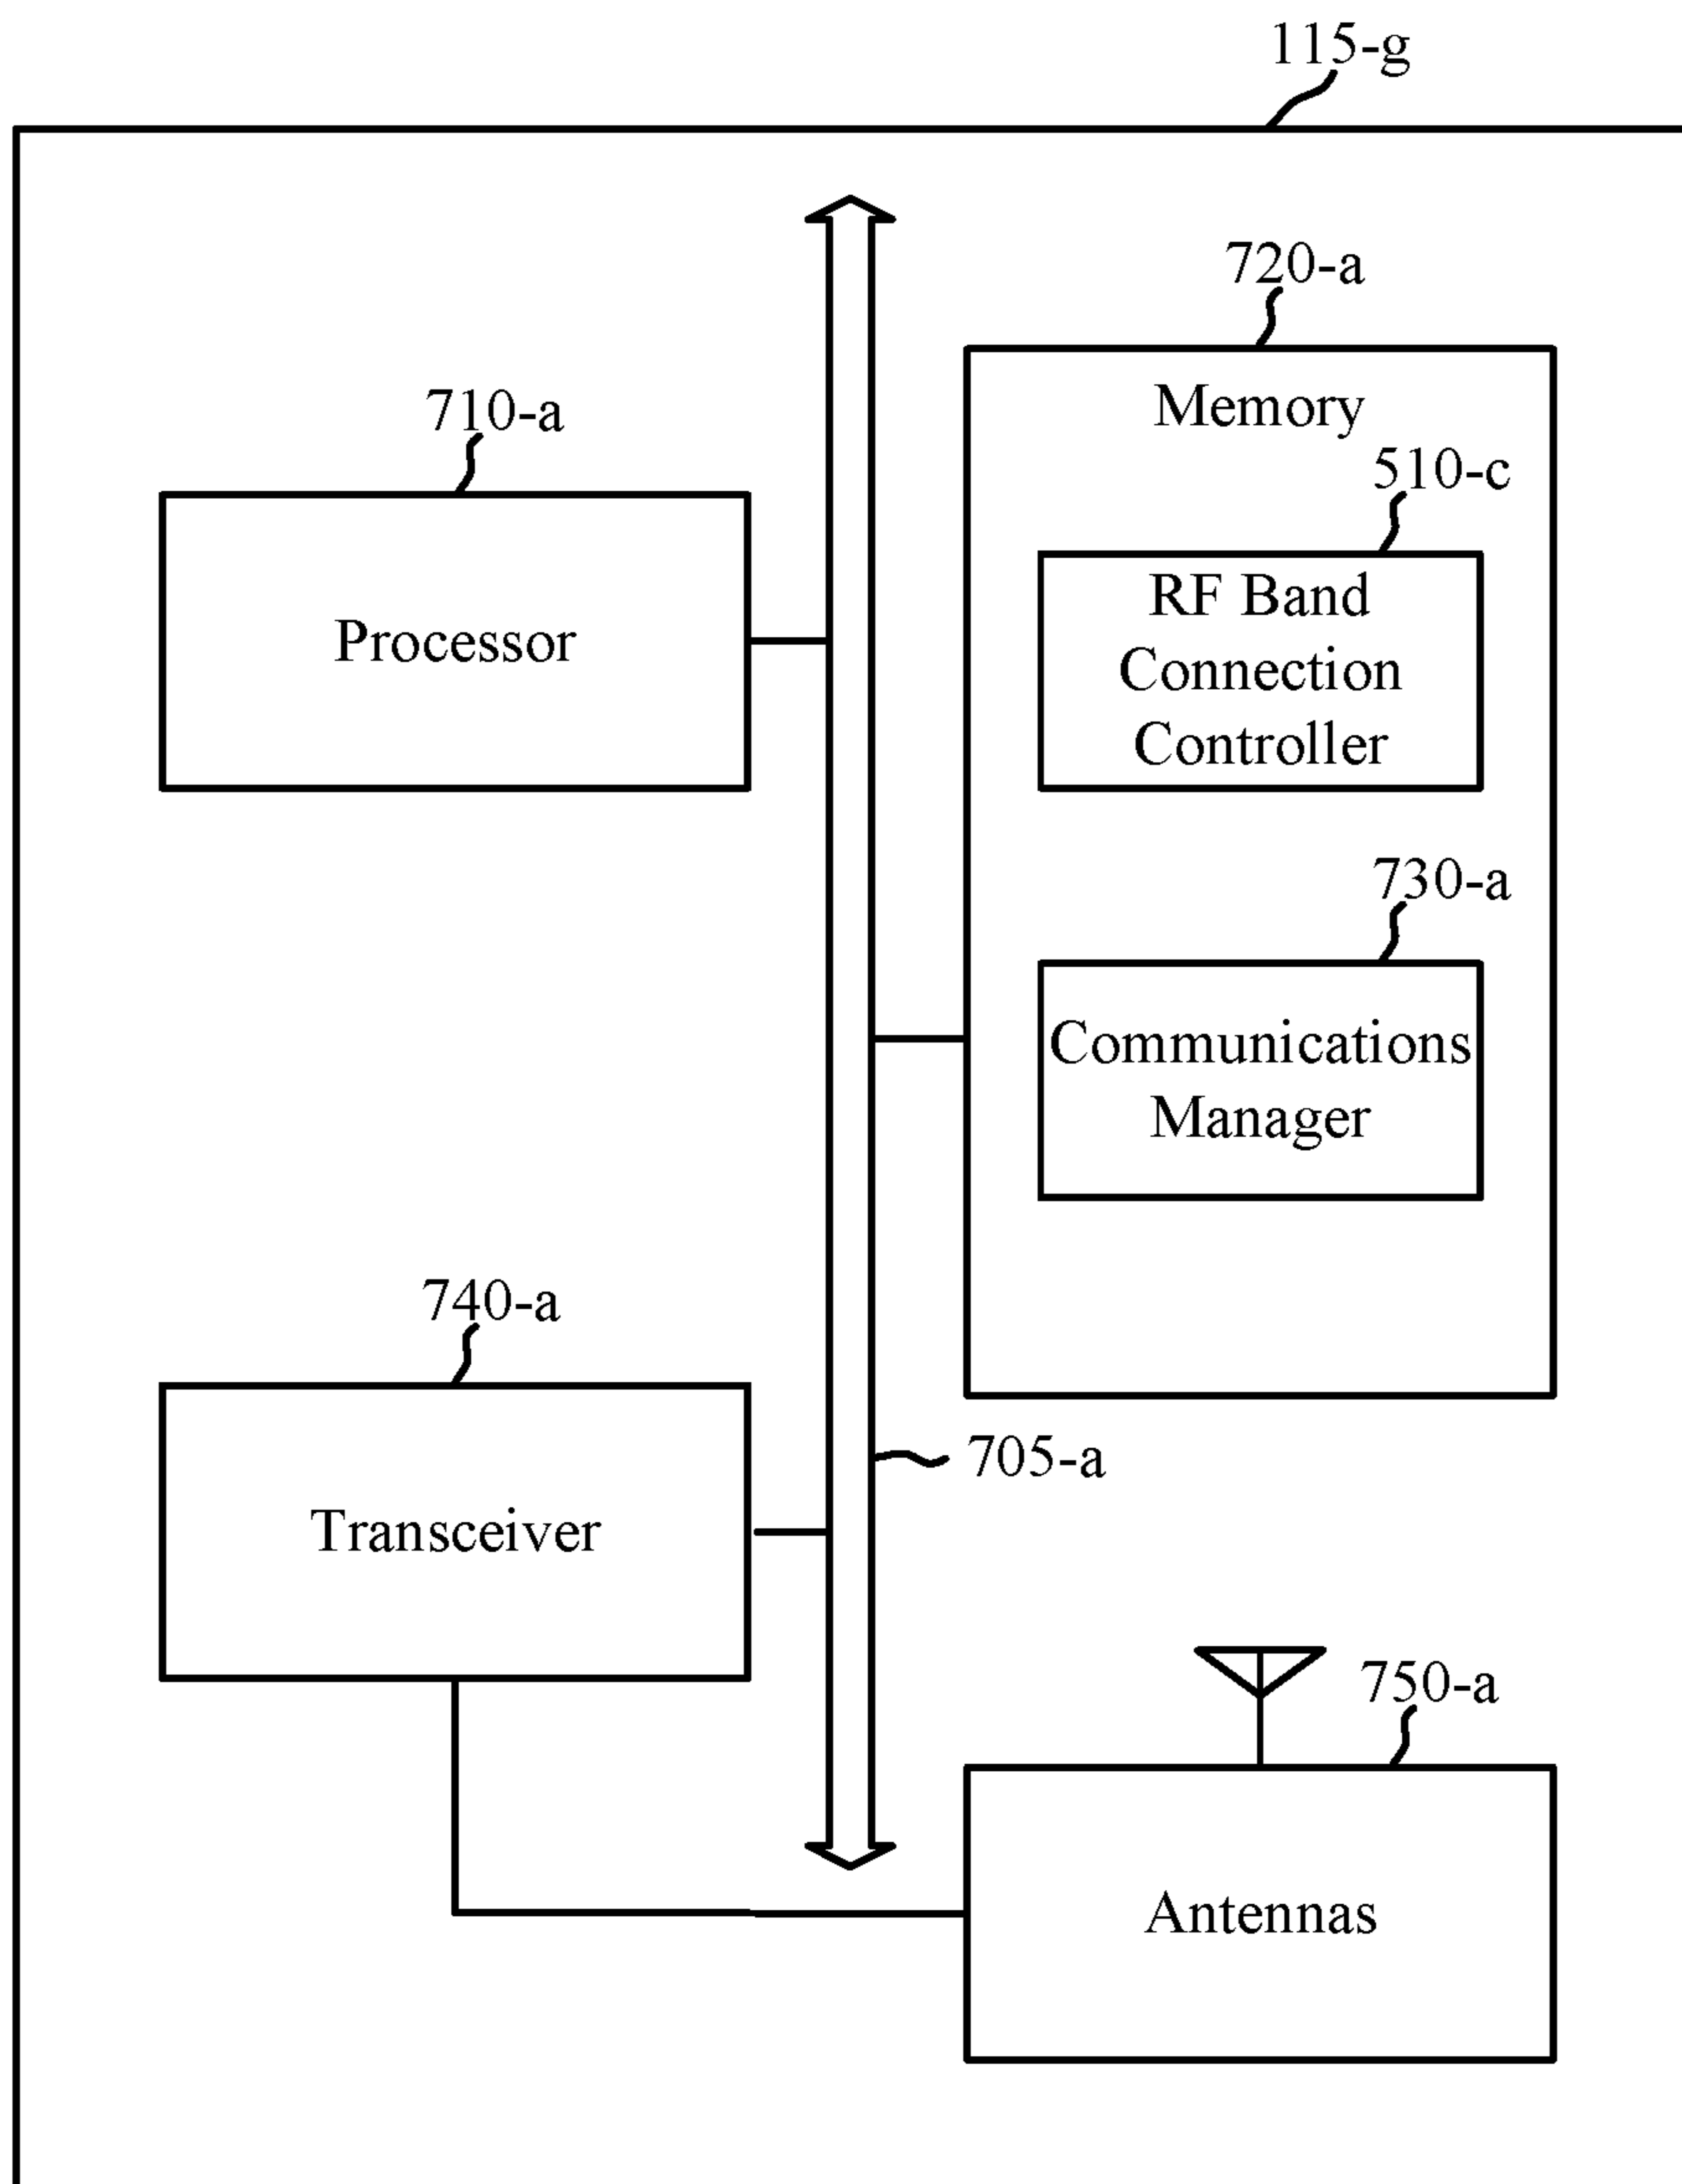 115-g
720-a
Memory
710-a
510-c
Processor
RF Band
Connection
Controller
730-a
Communications
Manager
740-a
705-a
Transceiver
750-a
Antennas